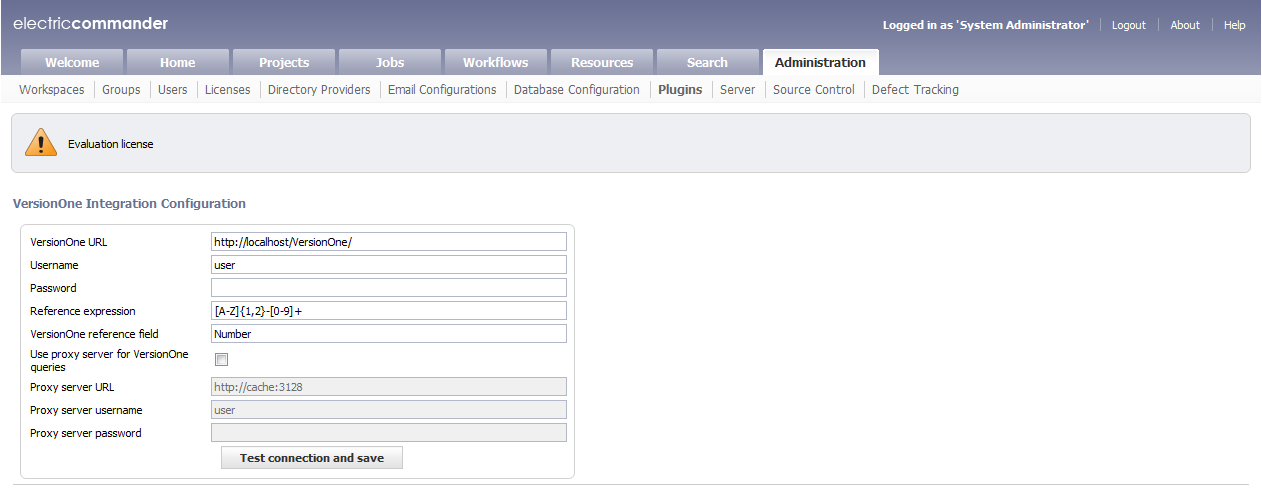 electriccommander
Logged in as 'System Administrator' Logout About Help
Welcome Home Projects Jobs Workflows Resources Search Administration
Workspaces Groups Users Licenses Directory Providers Email Configurations Database Configuration Plugins Server Source Control Defect Tracking
Evaluation license
VersionOne Integration Configuration
VersionOne URL http://localhost/VersionOne/
Username user
Password
Reference expression [A-Z]{1,2}-[0-9]+
VersionOne reference field Number
Use proxy server for VersionOne
queries
Proxy server URL http://cache:3128
Proxy server username user
Proxy server password
Test connection and save